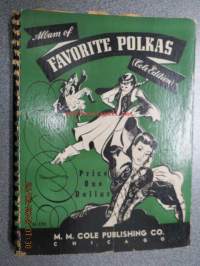 Album of
FAVORITE POLKAS
(Cole Edition)
Price
One
Dollar
M. M. COLE PUBLISHING CO.
CHICAGO